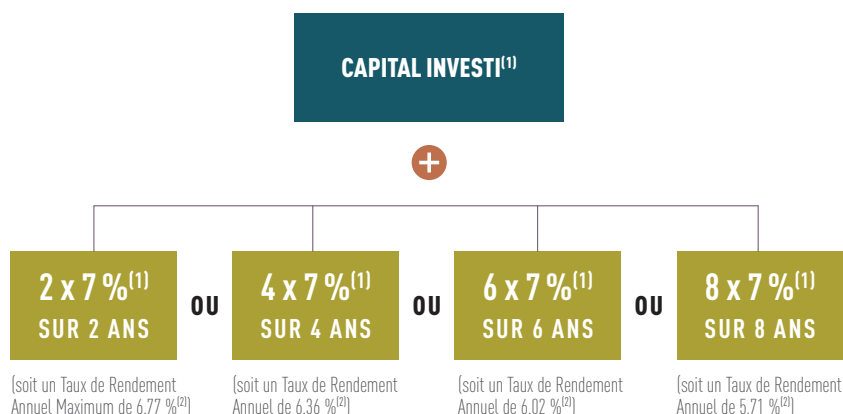 CAPITAL INVESTI(1)
+
2 x 7 %(1)
SUR 2 ANS
OU
4 x 7 %(1)
SUR 4 ANS
OU
6 x 7 %(1)
SUR 6 ANS
OU
8 x 7 %(1)
SUR 8 ANS
(soit un Taux de Rendement
Annuel Maximum de 6.77 %(2))
(soit un Taux de Rendement
Annuel de 6.36 %(2))
(soit un Taux de Rendement
Annuel de 6.02 %(2))
(soit un Taux de Rendement
Annuel de 5.71 %(2))